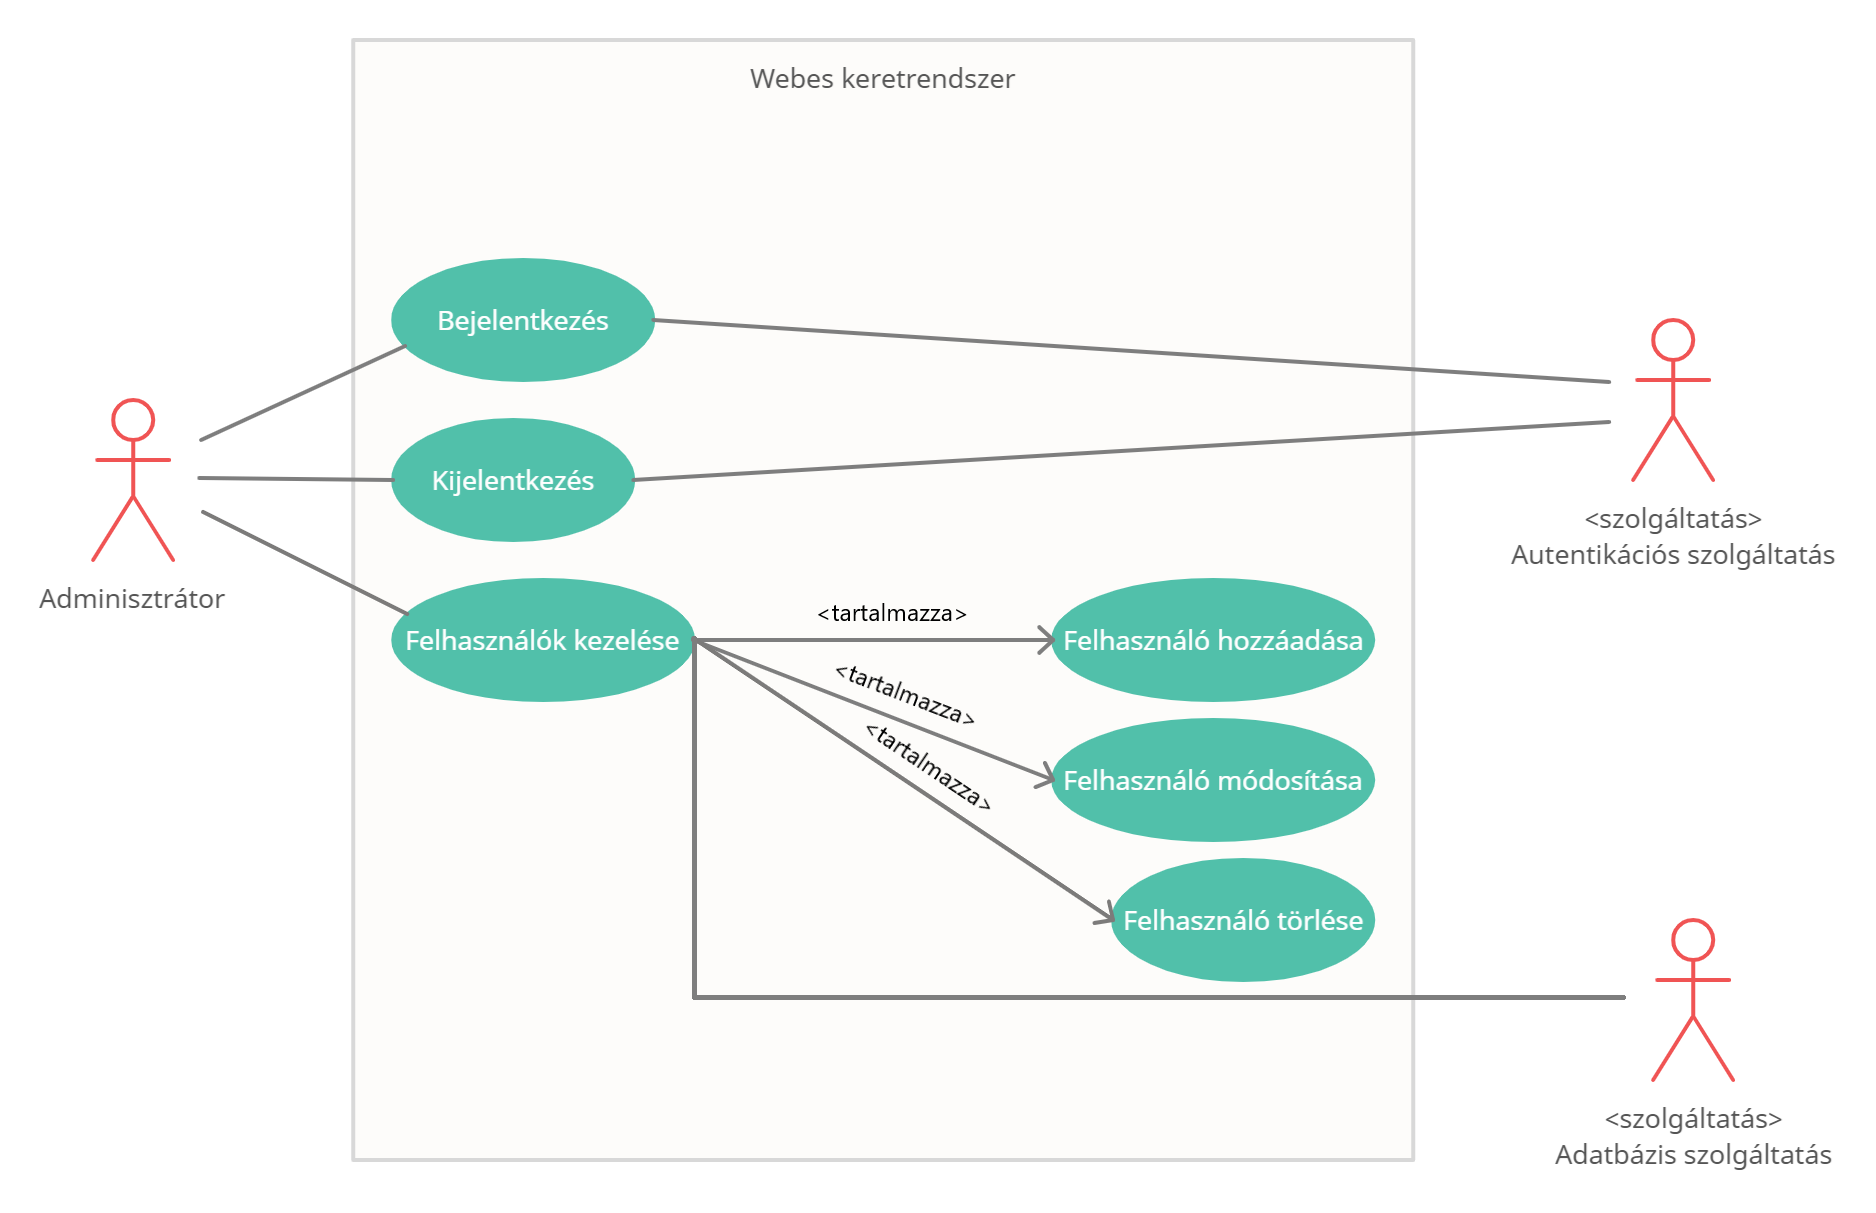 Webes keretrendszer
Bejelentkezés
Kijelentkezés
Adminisztrátor
<szolgáltatás>
Autentikációs szolgáltatás
Felhasználók kezelése
<tartalmazza>
Felhasználó hozzáadása
<tartalmazza>
Felhasználó módosítása
<tartalmazza>
Felhasználó törlése
<szolgáltatás>
Adatbázis szolgáltatás